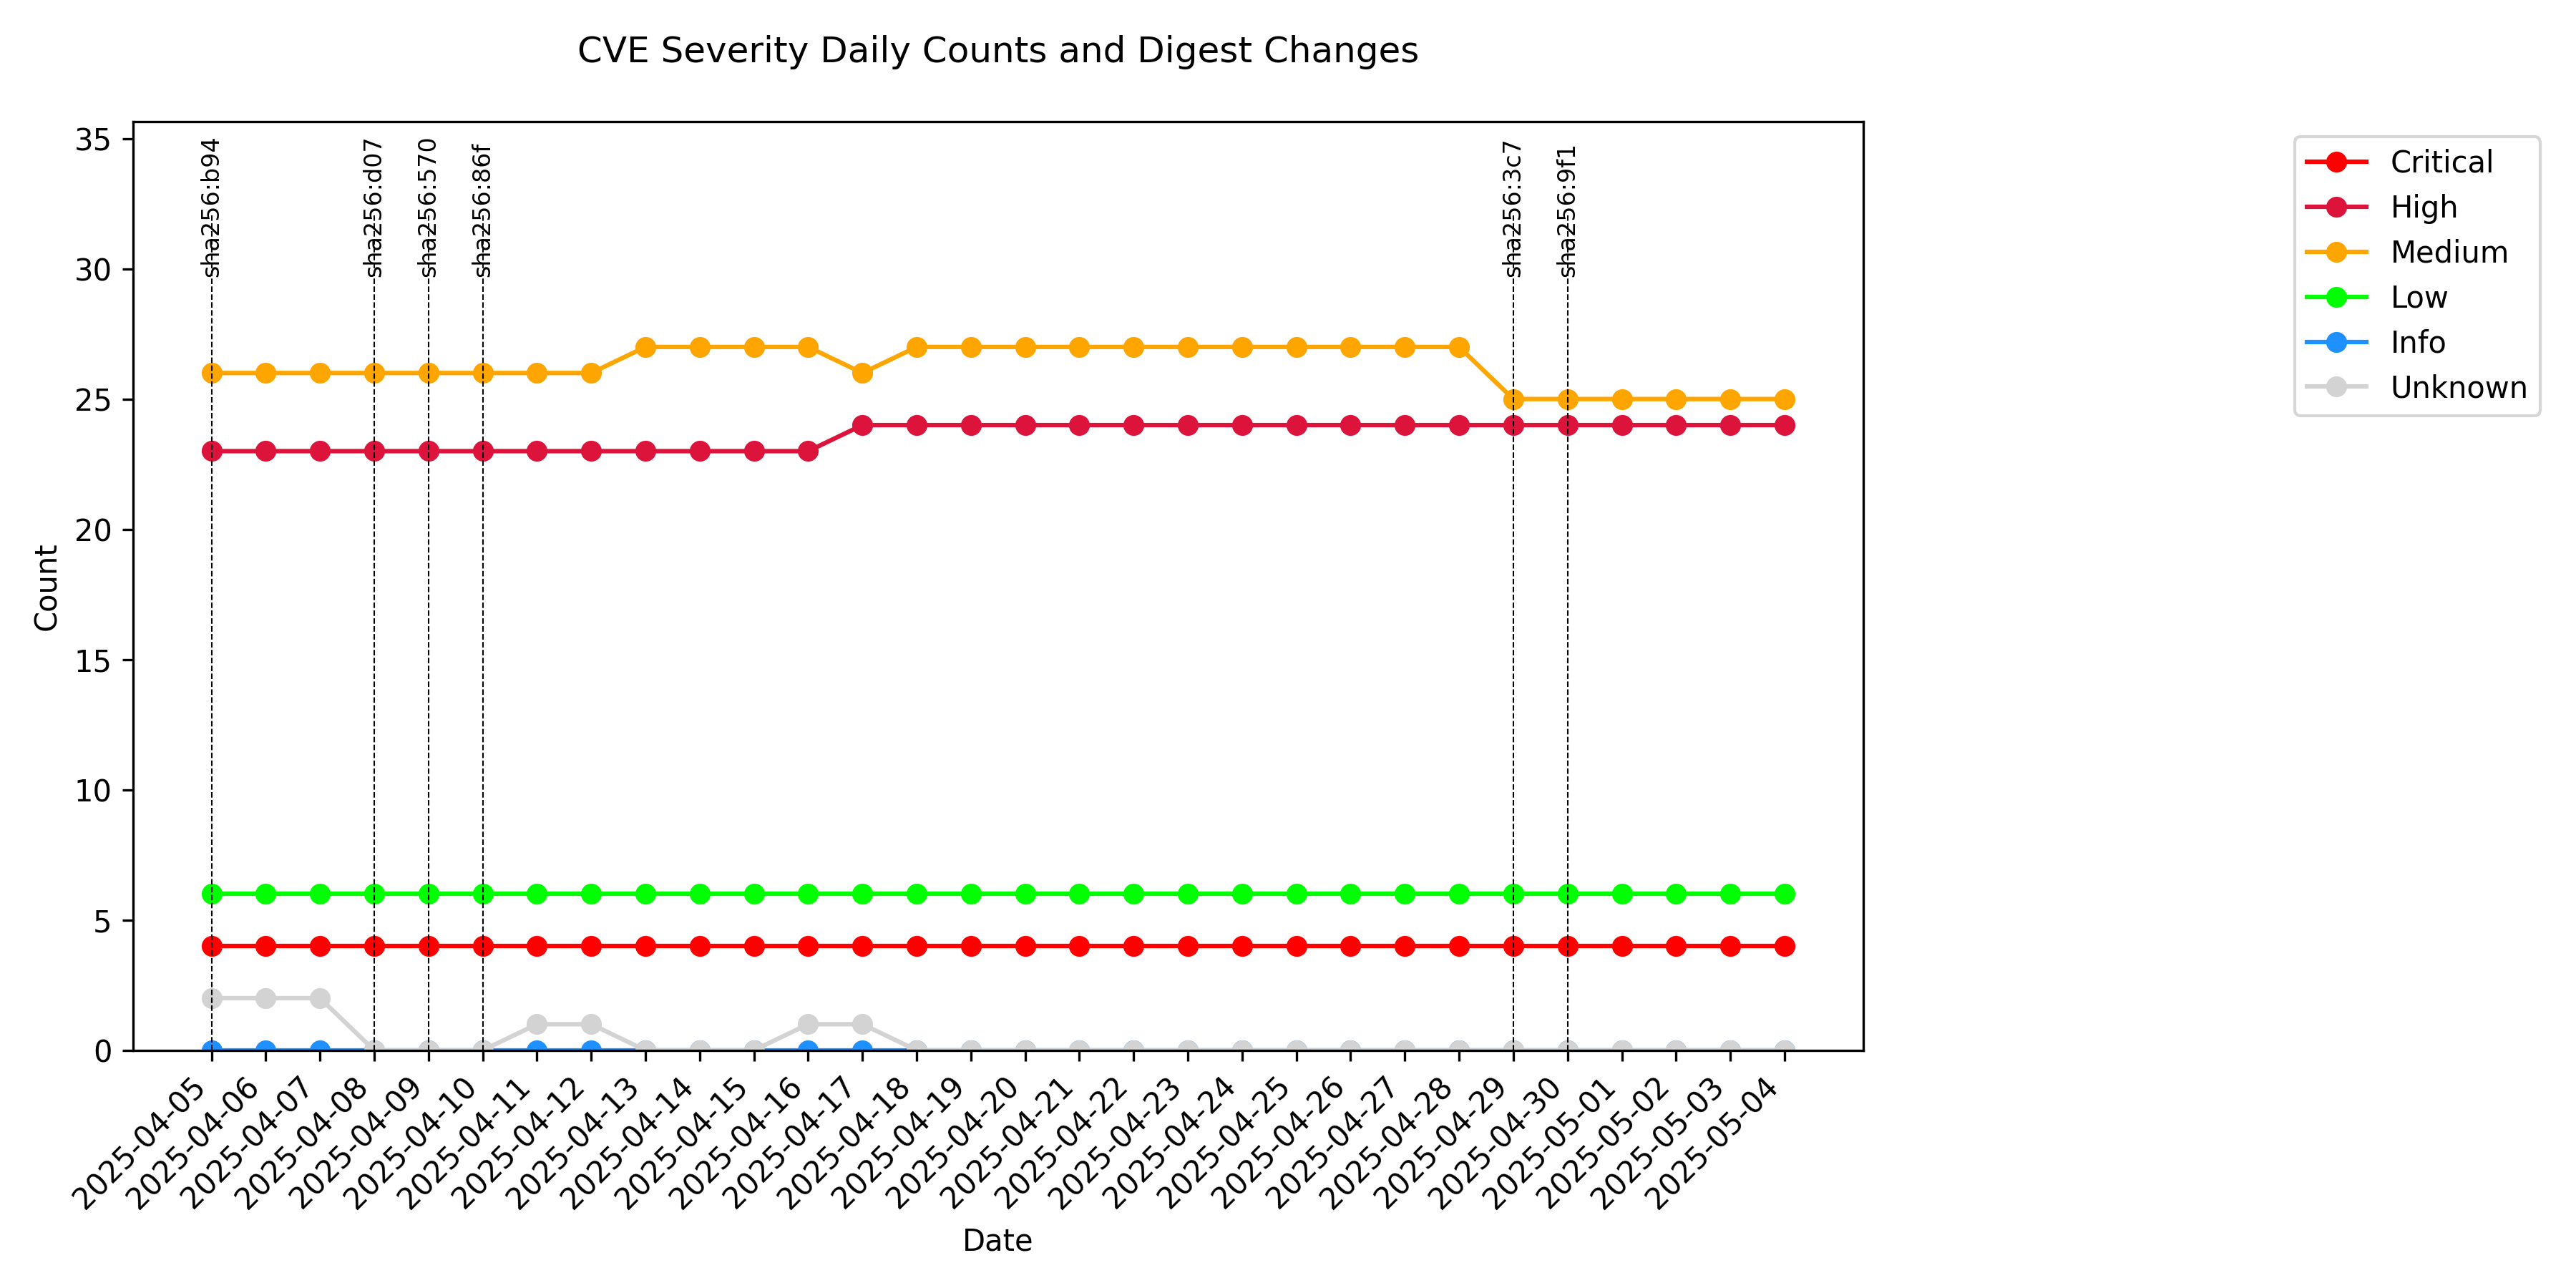 CVE Severity Daily Counts and Digest Changes
35
30
25
20
15
10
5
0
Count
sha256:b94
sha256:d07
sha256:570
sha256:86f
sha256:3c7
sha256:9f1
Critical
High
Medium
Low
Info
Unknown
2025-04-05
2025-04-06
2025-04-07
2025-04-08
2025-04-09
2025-04-10
2025-04-11
2025-04-12
2025-04-13
2025-04-14
2025-04-15
2025-04-16
2025-04-17
2025-04-18
2025-04-19
2025-04-20
2025-04-21
2025-04-22
2025-04-23
2025-04-24
2025-04-25
2025-04-26
2025-04-27
2025-04-28
2025-04-29
2025-04-30
2025-05-01
2025-05-02
2025-05-03
2025-05-04
Date